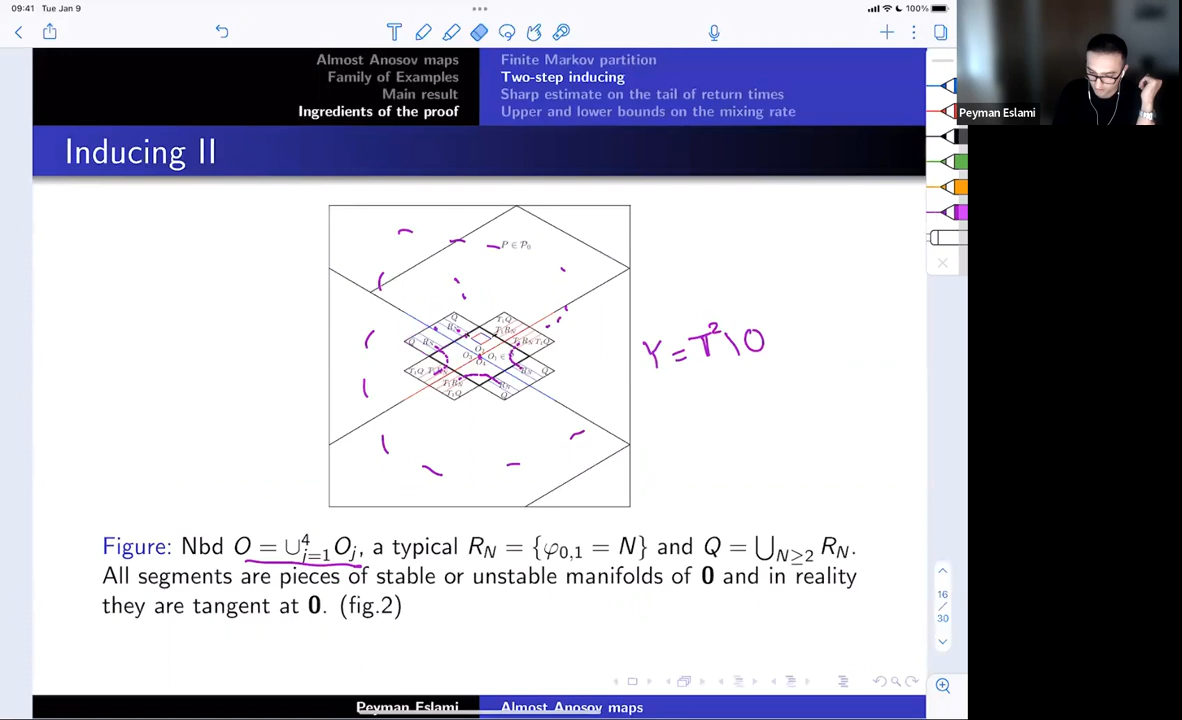 09:41 Tue Jan 9
100%
Almost Anosov maps
Family of Examples
Main result
Ingredients of the proof
Finite Markov partition
Two-step inducing
Sharp estimate on the tail of return times
Upper and lower bounds on the mixing rate
Peyman Eslami
Inducing II
P ∈ 𝒫₀
Y = T² \ O
Figure: Nbd O = ∪⁴ᵢ₌₁Oⱼ, a typical R_N = {φ₀,₁ = N} and Q = ⋃_{N≥2} R_N.
All segments are pieces of stable or unstable manifolds of 0 and in reality
they are tangent at 0. (fig.2)
16
/
30
Peyman Eslami
Almost Anosov maps